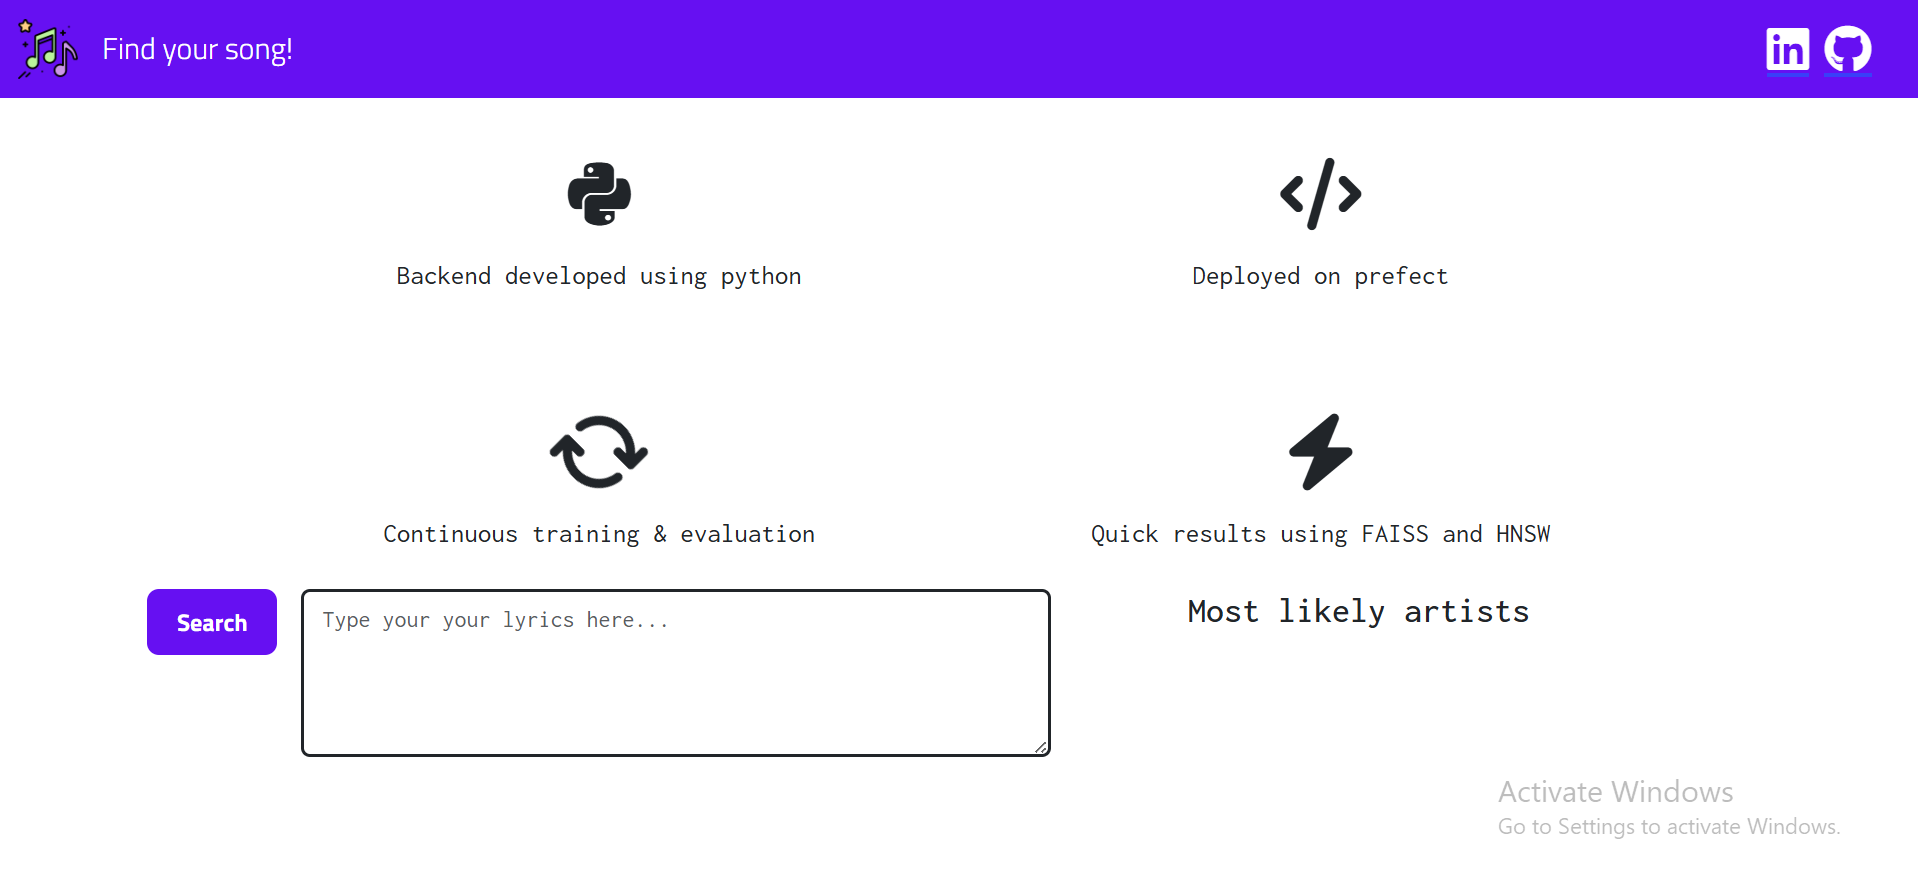 Find your song!
in
Backend developed using python
Deployed on prefect
Continuous training & evaluation
Quick results using FAISS and HNSW
Search
Type your your lyrics here...
Most likely artists
Activate Windows
Go to Settings to activate Windows.